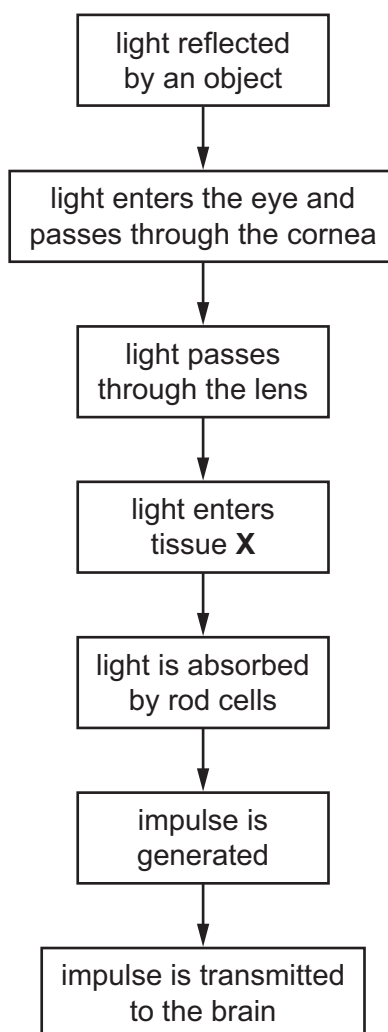 light reflected
by an object
light enters the eye and
passes through the cornea
light passes
through the lens
light enters
tissue X
light is absorbed
by rod cells
impulse is
generated
impulse is transmitted
to the brain